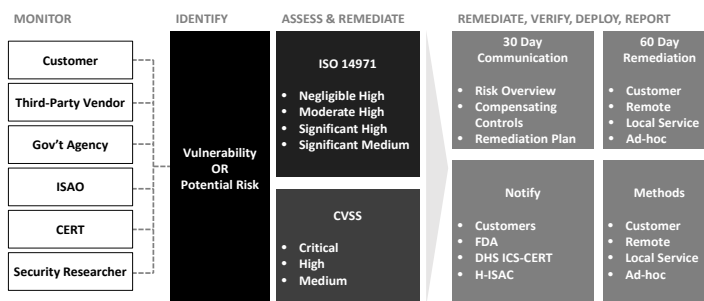 MONITOR
IDENTIFY
ASSESS & REMEDIATE
REMEDIATE, VERIFY, DEPLOY, REPORT
Customer
Third-Party Vendor
Gov't Agency
ISAO
CERT
Security Researcher
Vulnerability
OR
Potential Risk
ISO 14971
• Negligible High
• Moderate High
• Significant High
• Significant Medium
CVSS
• Critical
• High
• Medium
30 Day
Communication
• Risk Overview
• Compensating
Controls
• Remediation Plan
60 Day
Remediation
• Customer
• Remote
• Local Service
• Ad-hoc
Notify
• Customers
• FDA
• DHS ICS-CERT
• H-ISAC
Methods
• Customer
• Remote
• Local Service
• Ad-hoc